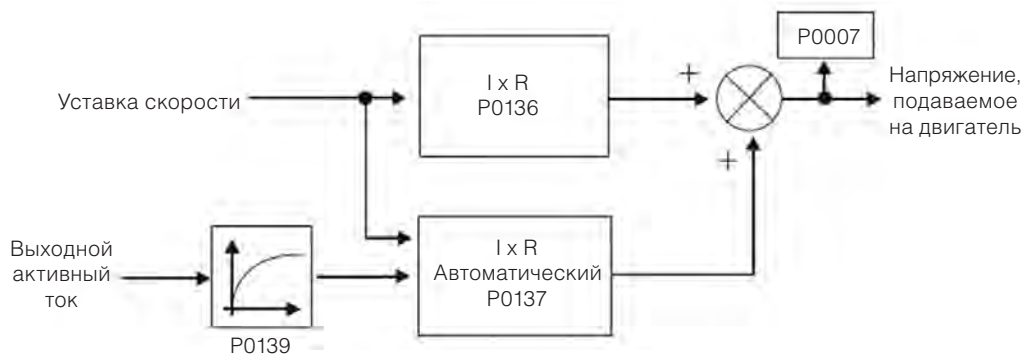 P0007
I x R
P0136
+
Уставка скорости
Напряжение,
подаваемое
на двигатель
+
Выходной
активный
ток
I x R
Автоматический
P0137
P0139